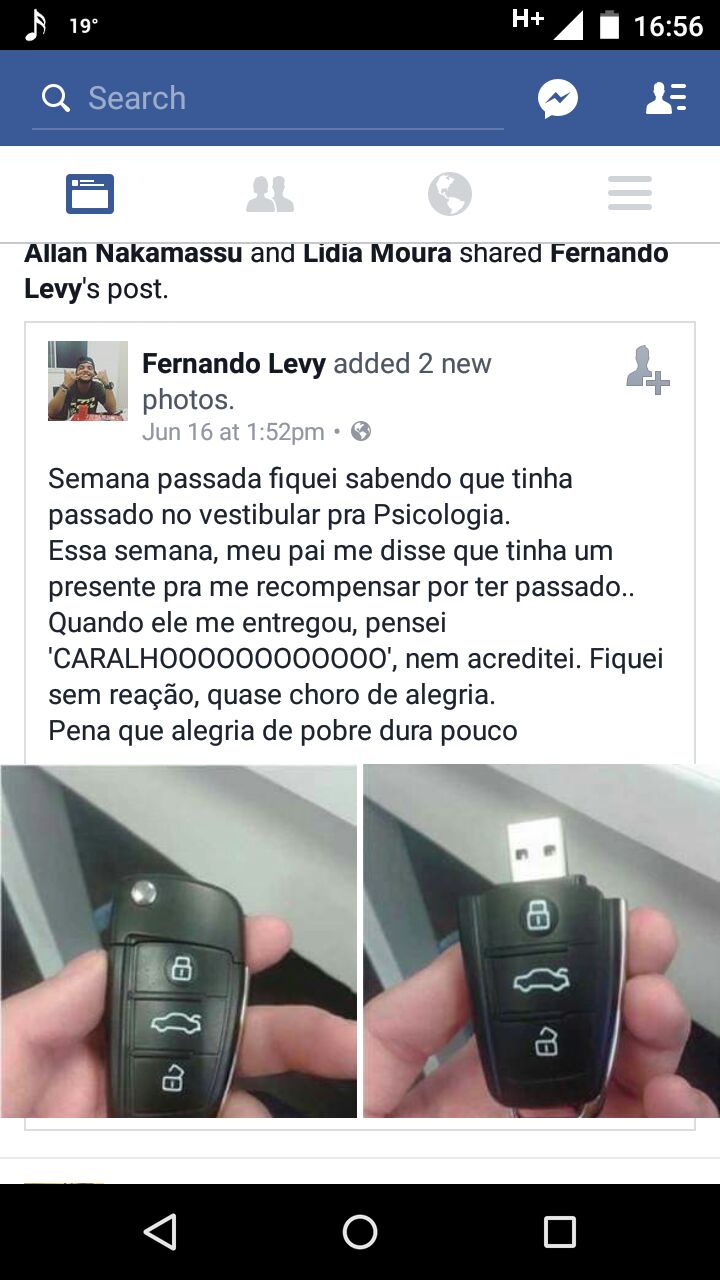 19°
H+
16:56
Search
Allan Nakamassu and Lidia Moura shared Fernando
Levy's post.
Fernando Levy added 2 new
photos.
Jun 16 at 1:52pm •
Semana passada fiquei sabendo que tinha
passado no vestibular pra Psicologia.
Essa semana, meu pai me disse que tinha um
presente pra me recompensar por ter passado..
Quando ele me entregou, pensei
'CARALHOOOOOOOOOOOO', nem acreditei. Fiquei
sem reação, quase choro de alegria.
Pena que alegria de pobre dura pouco